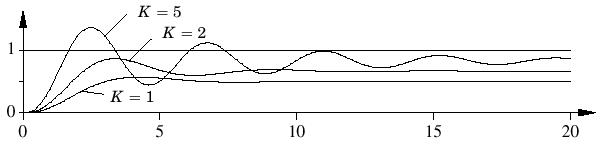 K = 5
K = 2
1
K = 1
0
0 5 10 15 20